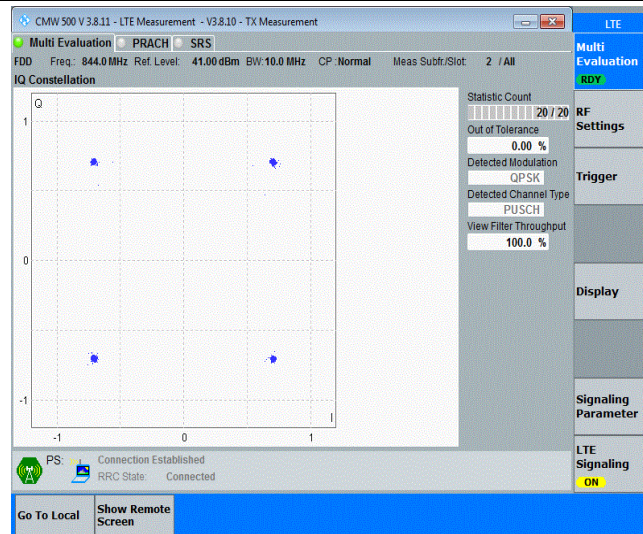 CMW 500 V 3.8.11 - LTE Measurement - V3.8.10 - TX Measurement
LTE
Multi Evaluation PRACH SRS
Multi
Evaluation
RDY
FDD Freq.: 844.0 MHz Ref. Level: 41.00 dBm BW: 10.0 MHz CP: Normal Meas Subfr./Slot: 2 / All
IQ Constellation
Q
1
0
-1
-1
0
1
I
Statistic Count
20 / 20
Out of Tolerance
0.00 %
Detected Modulation
QPSK
Detected Channel Type
PUSCH
View Filter Throughput
100.0 %
RF
Settings
Trigger
Display
Signaling
Parameter
LTE
Signaling
ON
PS: Connection Established
RRC State: Connected
Go To Local
Show Remote
Screen